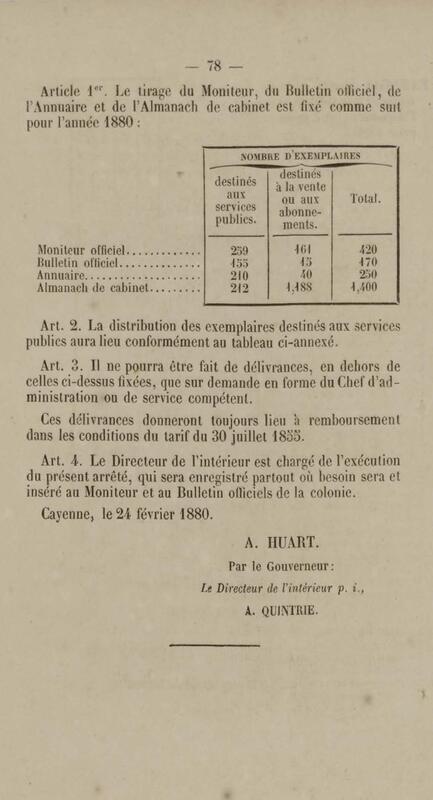 — 78 —
Article 1er. Le tirage du Moniteur, du Bulletin officiel, de
l'Annuaire et de l'Almanach de cabinet est fixé comme suit
pour l'année 1880 :
NOMBRE D'EXEMPLAIRES
destinés
aux
services
publics.
destinés
à la vente
ou aux
abonne-
ments.
Total.
Moniteur officiel............ 259 161 420
Bulletin officiel............. 155 15 170
Annuaire.................... 210 40 250
Almanach de cabinet......... 212 1,188 1,400
Art. 2. La distribution des exemplaires destinés aux services
publics aura lieu conformément au tableau ci-annexé.
Art. 3. Il ne pourra être fait de délivrances, en dehors de
celles ci-dessus fixées, que sur demande en forme du Chef d'ad-
ministration ou de service compétent.
Ces délivrances donneront toujours lieu à remboursement
dans les conditions du tarif du 30 juillet 1855.
Art. 4. Le Directeur de l'intérieur est chargé de l'exécution
du présent arrêté, qui sera enregistré partout où besoin sera et
inséré au Moniteur et au Bulletin officiels de la colonie.
Cayenne, le 24 février 1880.
A. HUART.
Par le Gouverneur :
Le Directeur de l'intérieur p. i.,
A. QUINTRIE.